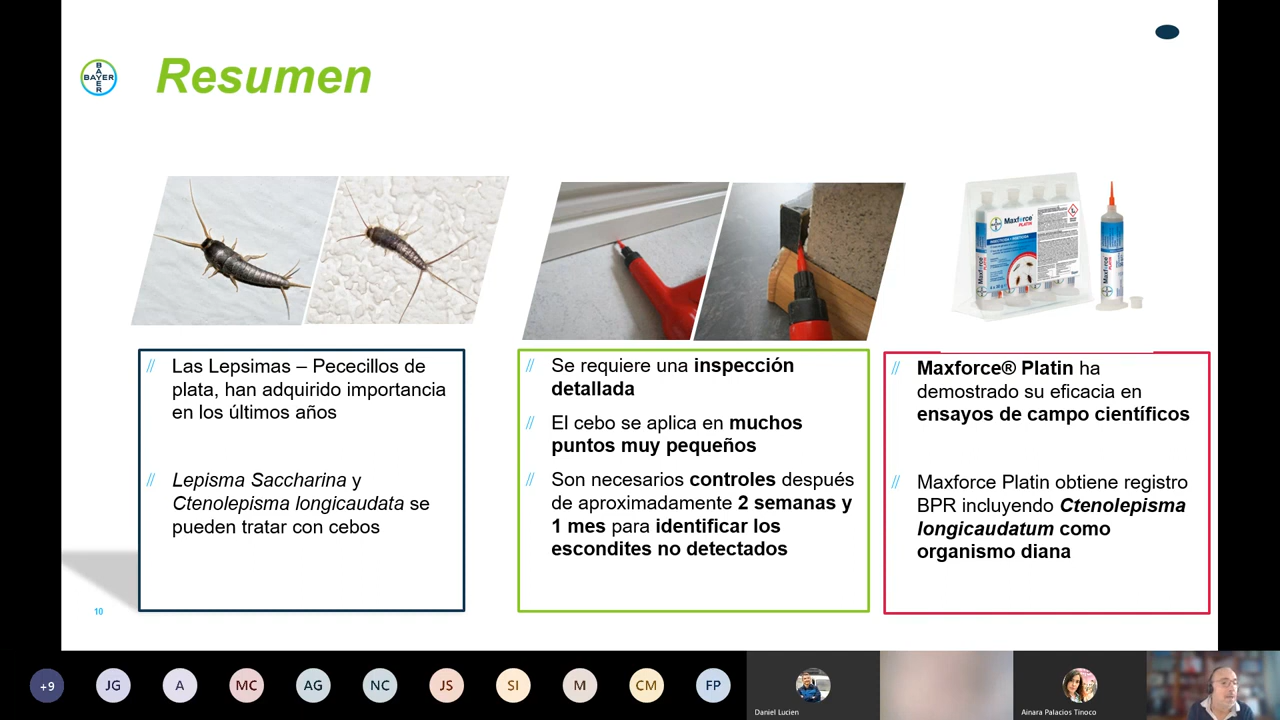 BAYER
BAYER
Resumen
Maxforce
PLATIN
Las Lepsimas – Pececillos de
plata, han adquirido importancia
en los últimos años
Lepisma Saccharina y
Ctenolepisma longicaudata se
pueden tratar con cebos
Se requiere una inspección
detallada
El cebo se aplica en muchos
puntos muy pequeños
Son necesarios controles después
de aproximadamente 2 semanas y
1 mes para identificar los
escondites no detectados
Maxforce® Platin ha
demostrado su eficacia en
ensayos de campo científicos
Maxforce Platin obtiene registro
BPR incluyendo Ctenolepisma
longicaudatum como
organismo diana
10
+9
JG
A
MC
AG
NC
JS
SI
M
CM
FP
Daniel Lucien
Ainara Palacios Tinoco